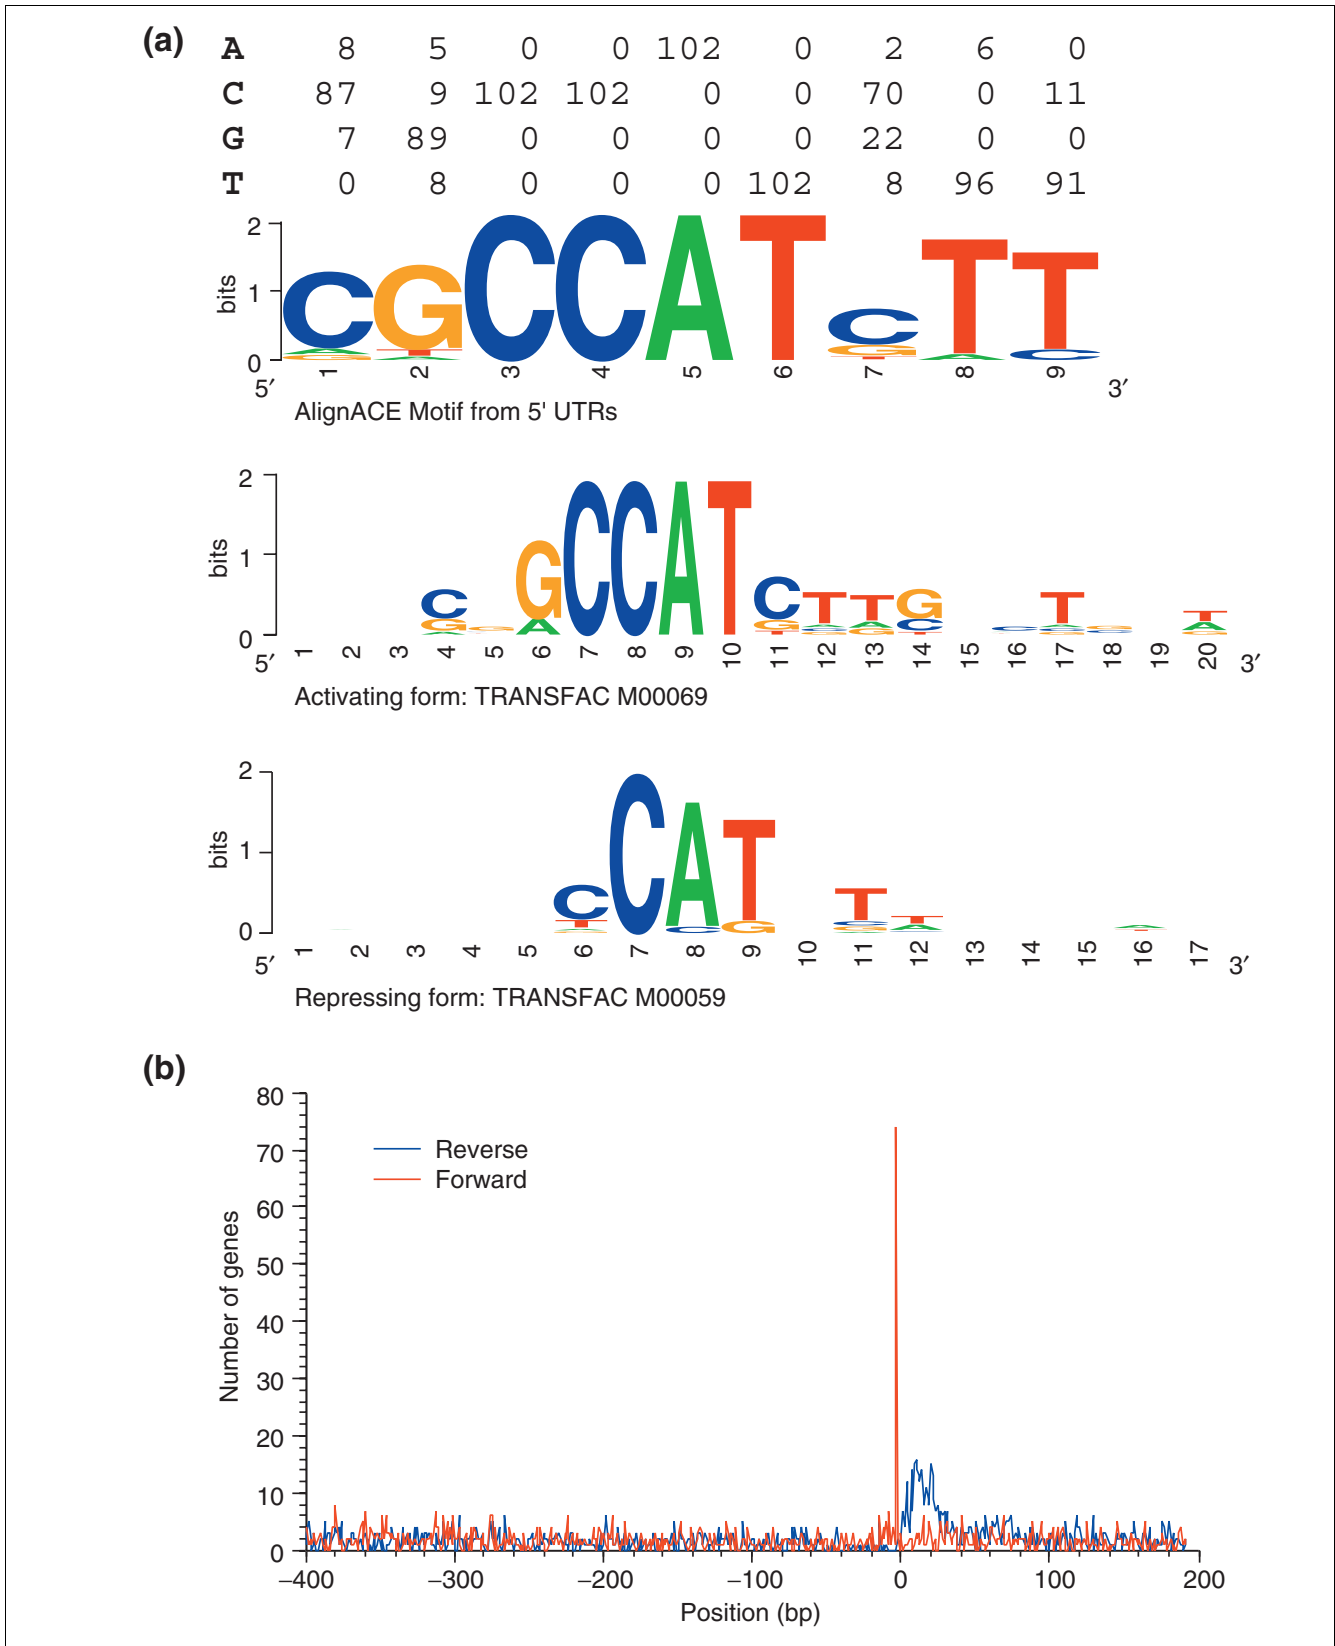 (a)
A 8 5 0 0 102 0 2 6 0
C 87 9 102 102 0 0 70 0 11
G 7 89 0 0 0 0 22 0 0
T 0 8 0 0 0 102 8 96 91
2
bits
1
0
CGCCATCTT
AGTAGTAC
5′ 1 2 3 4 5 6 7 8 9 3′
AlignACE Motif from 5' UTRs
2
bits
1
0
5′ 1 2 3 4 5 6 7 8 9 10 11 12 13 14 15 16 17 18 19 20 3′
Activating form: TRANSFAC M00069
2
bits
1
0
5′ 1 2 3 4 5 6 7 8 9 10 11 12 13 14 15 16 17 3′
Repressing form: TRANSFAC M00059
(b)
80
70
60
50
40
30
20
10
0
Number of genes
Reverse
Forward
–400 –300 –200 –100 0 100 200
Position (bp)